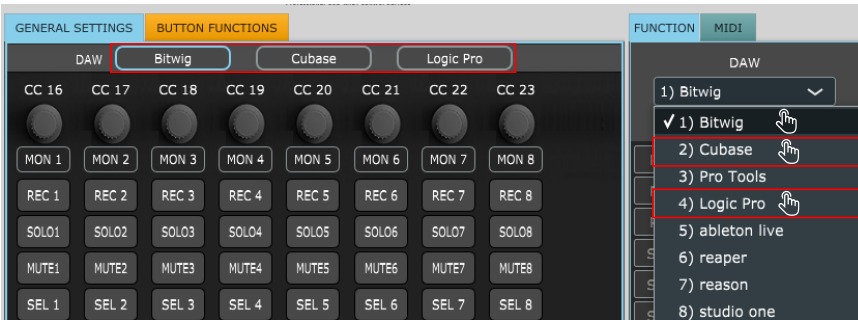 GENERAL SETTINGS BUTTON FUNCTIONS
DAW Bitwig Cubase Logic Pro
CC 16 CC 17 CC 18 CC 19 CC 20 CC 21 CC 22 CC 23
MON 1 MON 2 MON 3 MON 4 MON 5 MON 6 MON 7 MON 8
REC 1 REC 2 REC 3 REC 4 REC 5 REC 6 REC 7 REC 8
SOLO1 SOLO2 SOLO3 SOLO4 SOLO5 SOLO6 SOLO7 SOLO8
MUTE1 MUTE2 MUTE3 MUTE4 MUTE5 MUTE6 MUTE7 MUTE8
SEL 1 SEL 2 SEL 3 SEL 4 SEL 5 SEL 6 SEL 7 SEL 8
FUNCTION MIDI
DAW
1) Bitwig
✓ 1) Bitwig
2) Cubase
3) Pro Tools
4) Logic Pro
5) ableton live
6) reaper
7) reason
8) studio one